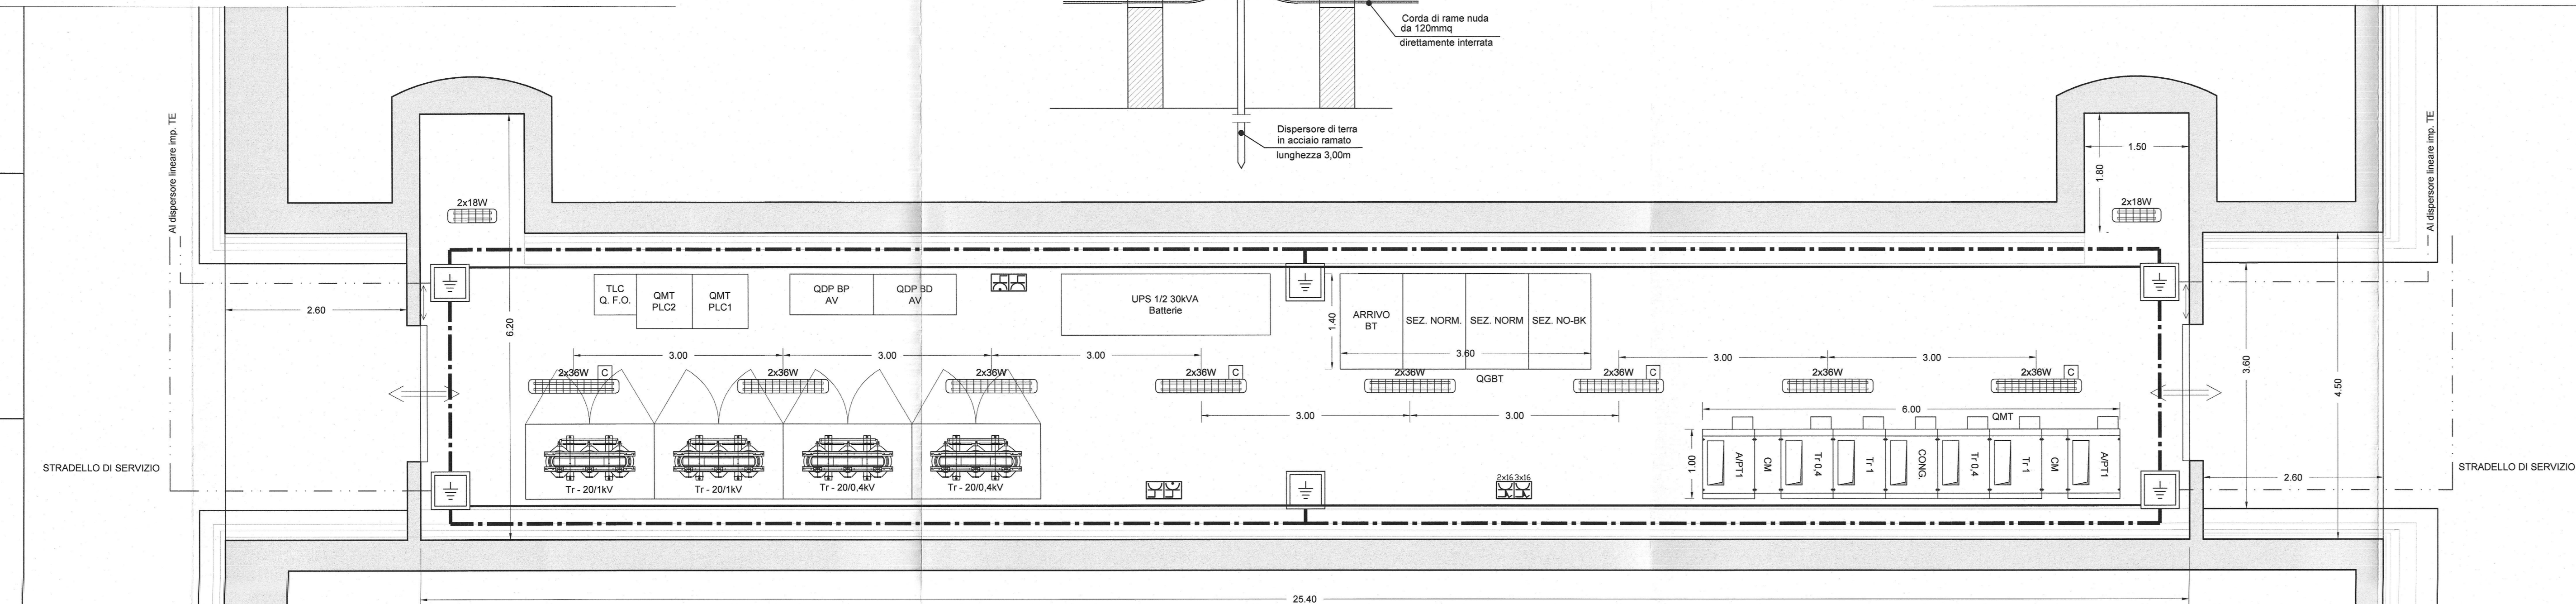 Corda di rame nuda
da 120mmq
direttamente interrata
Dispersore di terra
in acciaio ramato
lunghezza 3,00m
Al dispersore lineare imp. TE
Al dispersore lineare imp. TE
1.50
1.80
2x18W
2x18W
2.60
6.20
TLC
Q. F.O.
QMT
PLC2
QMT
PLC1
QDP BP
AV
QDP BD
AV
UPS 1/2 30kVA
Batterie
1.40
ARRIVO
BT
SEZ. NORM.
SEZ. NORM
SEZ. NO-BK
3.60
QGBT
3.00
3.00
3.00
3.00
3.00
2x36W
C
2x36W
2x36W
2x36W
C
2x36W
2x36W
C
2x36W
2x36W
C
3.00
3.00
3.60
4.50
6.00
QMT
1.00
A/PT1
CM
Tr 0,4
Tr 1
CONG.
Tr 0,4
Tr 1
CM
A/PT1
Tr - 20/1kV
Tr - 20/1kV
Tr - 20/0,4kV
Tr - 20/0,4kV
2x16 3x16
STRADELLO DI SERVIZIO
STRADELLO DI SERVIZIO
2.60
25.40